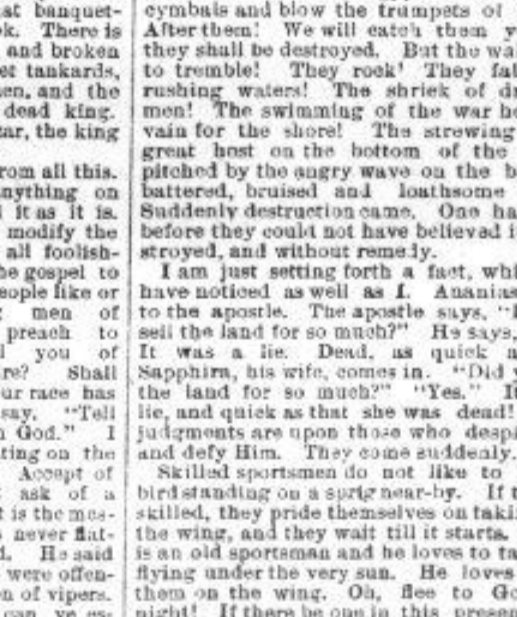 at banquet-
ok. There is
and broken
et tankards,
en, and the
dead king.
zar, the king
rom all this.
anything on
it as it is.
modify the
all foolish-
he gospel to
eople like or
men of
preach to
you of
re? Shall
ur race has
say, "Tell
God." I
ting on the
Accept of
ask of a
t is the mes-
never flat-
d. He said
were offen-
n of vipers.
can ye es-
cymbals and blow the trumpets of
After them! We will catch them y
they shall be destroyed. But the wa
to tremble! They rock! They fal
rushing waters! The shriek of dr
men! The swimming of the war ho
vain for the shore! The strewing
great host on the bottom of the
pitched by the angry wave on the b
battered, bruised and loathsome
Suddenly destruction came. One ha
before they could not have believed i
stroyed, and without remedy.
I am just setting forth a fact, whi
have noticed as well as I. Ananias
to the apostle. The apostle says, "D
sell the land for so much?" He says,
It was a lie. Dead, as quick a
Sapphira, his wife, comes in. "Did y
the land for so much?" "Yes." It
lie, and quick as that she was dead!
judgments are upon those who despi
and defy Him. They come suddenly.
Skilled sportsmen do not like to
bird standing on a sprig near-by. If t
skilled, they pride themselves on taki
the wing, and they wait till it starts.
is an old sportsman and he loves to ta
flying under the very sun. He loves
them on the wing. Oh, flee to Go
night! If there be one in this presen